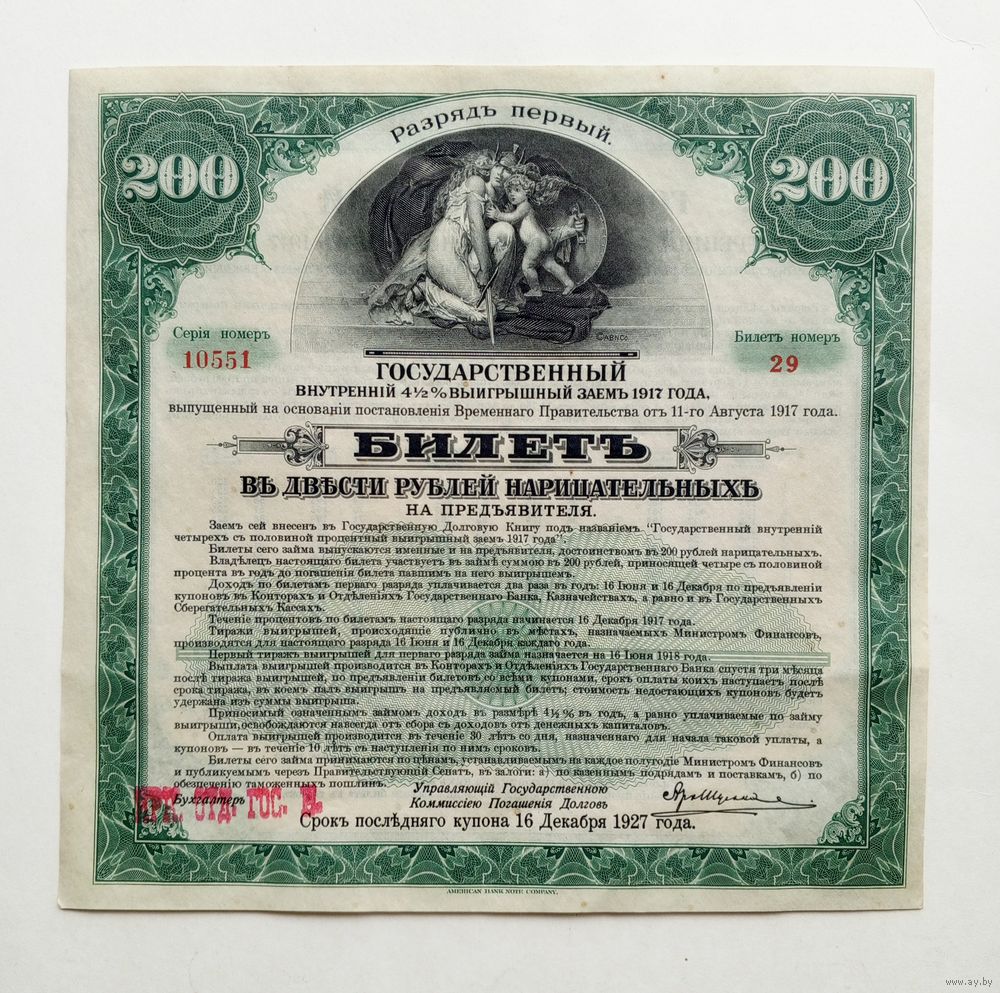 Разрядъ первый.
200 200
©ABNCo
Серія номеръ Билетъ номеръ
10551 29
ГОСУДАРСТВЕННЫЙ
ВНУТРЕННІЙ 4½% ВЫИГРЫШНЫЙ ЗАЕМЪ 1917 ГОДА,
выпущенный на основаніи постановленія Временнаго Правительства отъ 11-го Августа 1917 года.
БИЛЕТЪ
ВЪ ДВѢСТИ РУБЛЕЙ НАРИЦАТЕЛЬНЫХЪ
НА ПРЕДЪЯВИТЕЛЯ.
Заемъ сей внесенъ въ Государственную Долговую Книгу подъ названіемъ "Государственный внутренній
четырехъ съ половиной процентный выигрышный заемъ 1917 года".
Билеты сего займа выпускаются именные и на предъявителя, достоинствомъ въ 200 рублей нарицательныхъ.
Владѣлецъ настоящаго билета участвуетъ въ займѣ суммою въ 200 рублей, приносящей четыре съ половиной
процента въ годъ до погашенія билета павшимъ на него выигрышемъ.
Доходъ по билетамъ перваго разряда уплачивается два раза въ годъ: 16 Іюня и 16 Декабря по предъявленіи
купоновъ въ Конторахъ и Отдѣленіяхъ Государственнаго Банка, Казначействахъ, а равно и въ Государственныхъ
Сберегательныхъ Кассахъ.
Теченіе процентовъ по билетамъ настоящаго разряда начинается 16 Декабря 1917 года.
Тиражи выигрышей, происходящіе публично въ мѣстахъ, назначаемыхъ Министромъ Финансовъ,
производятся для настоящаго разряда 16 Іюня и 16 Декабря каждаго года.
Первый тиражъ выигрышей для перваго разряда займа назначается на 16 Іюня 1918 года.
Выплата выигрышей производится въ Конторахъ и Отдѣленіяхъ Государственнаго Банка спустя три мѣсяца
послѣ тиража выигрышей, по предъявленіи билетовъ со всѣми купонами, срокъ оплаты коихъ наступаетъ послѣ
срока тиража, въ коемъ палъ выигрышъ на предъявляемый билетъ; стоимость недостающихъ купоновъ будетъ
удержана изъ суммы выигрыша.
Приносимый означеннымъ займомъ доходъ въ размѣрѣ 4½% въ годъ, а равно уплачиваемые по займу
выигрыши, освобождаются навсегда отъ сбора съ доходовъ отъ денежныхъ капиталовъ.
Оплата выигрышей производится въ теченіе 30 лѣтъ со дня, назначеннаго для начала таковой уплаты, а
купоновъ — въ теченіе 10 лѣтъ съ наступленія по нимъ сроковъ.
Билеты сего займа принимаются по цѣнамъ, устанавливаемымъ на каждое полугодіе Министромъ Финансовъ
и публикуемымъ черезъ Правительствующій Сенатъ, въ залоги: а) по казеннымъ подрядамъ и поставкамъ, б) по
обезпеченію таможенныхъ пошлинъ.
Бухгалтеръ Управляющій Государственною
Коммиссіею Погашенія Долговъ
ИРК. ОТД. ГОС. Б.
Срокъ послѣдняго купона 16 Декабря 1927 года.
AMERICAN BANK NOTE COMPANY.
www.ay.by